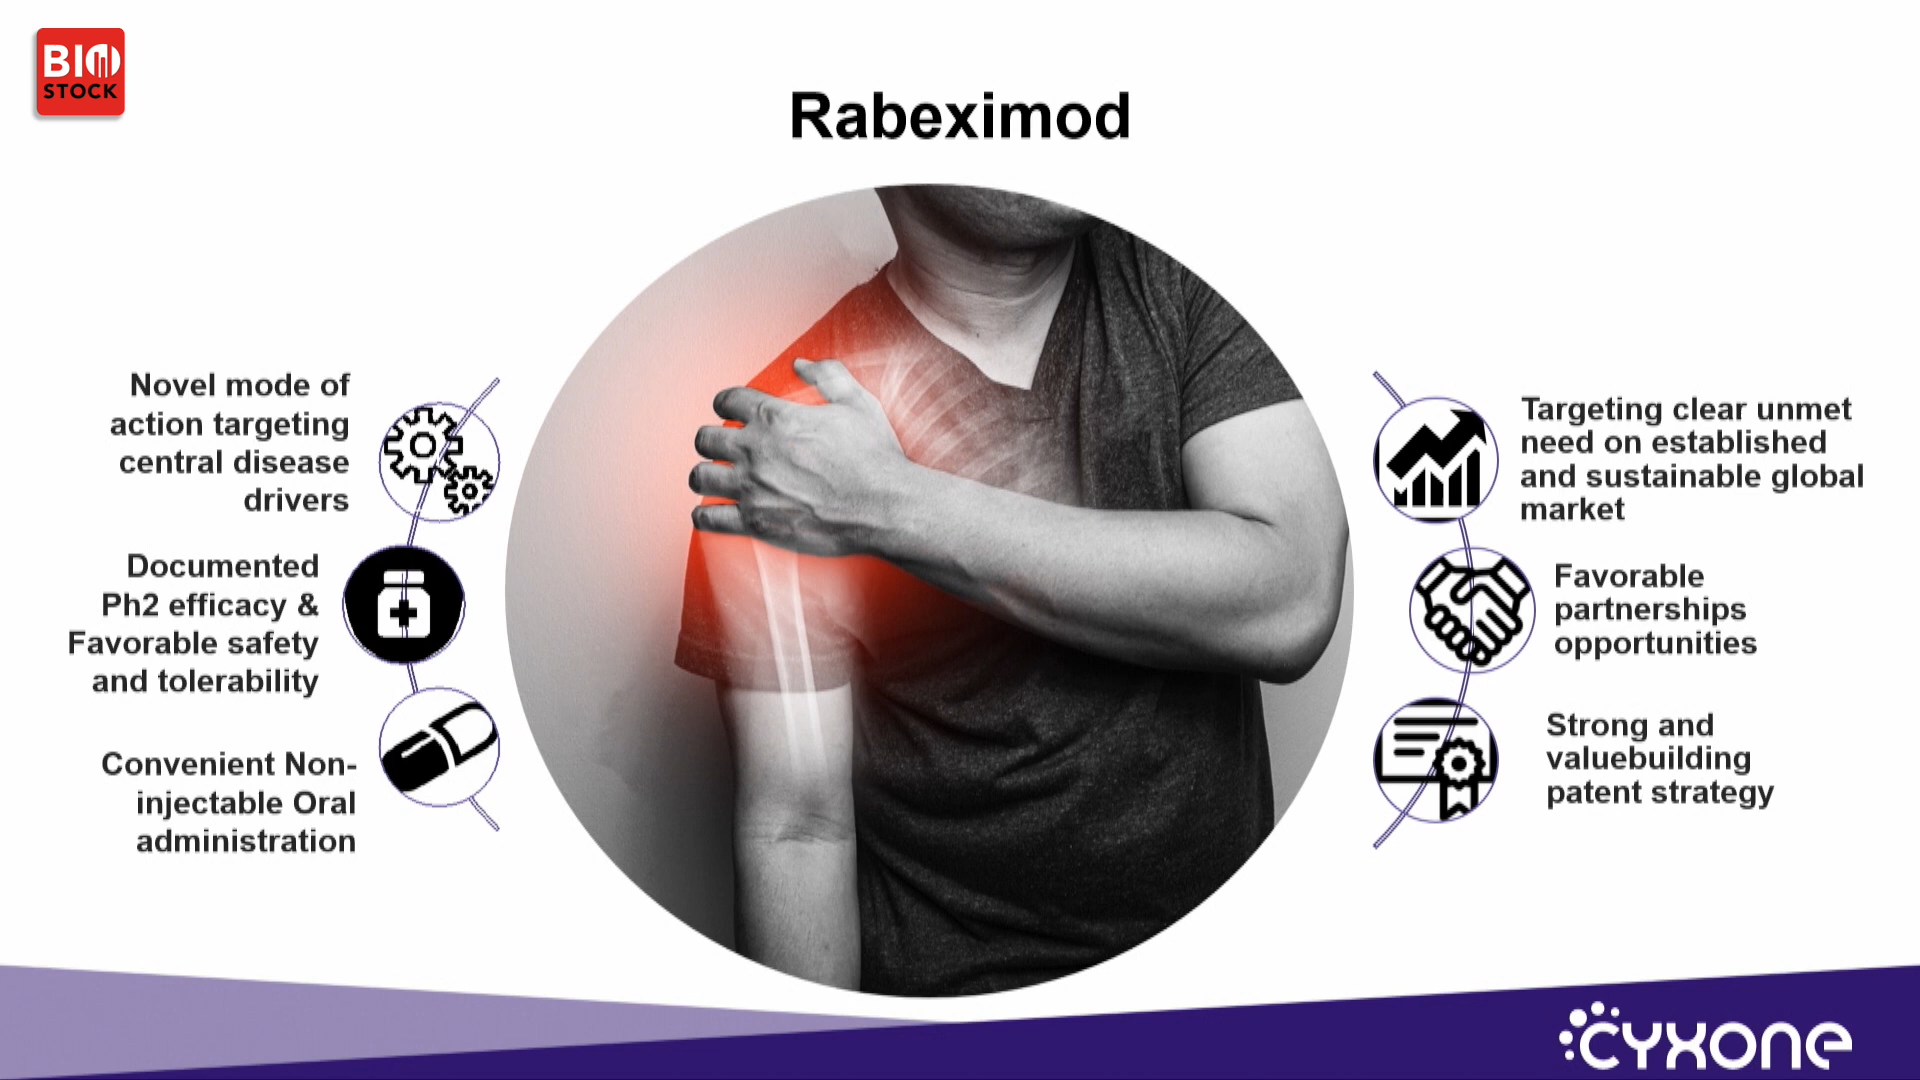 BIO
STOCK
Rabeximod
Novel mode of
action targeting
central disease
drivers
Documented
Ph2 efficacy &
Favorable safety
and tolerability
Convenient Non-
injectable Oral
administration
Targeting clear unmet
need on established
and sustainable global
market
Favorable
partnerships
opportunities
Strong and
valuebuilding
patent strategy
cyxone